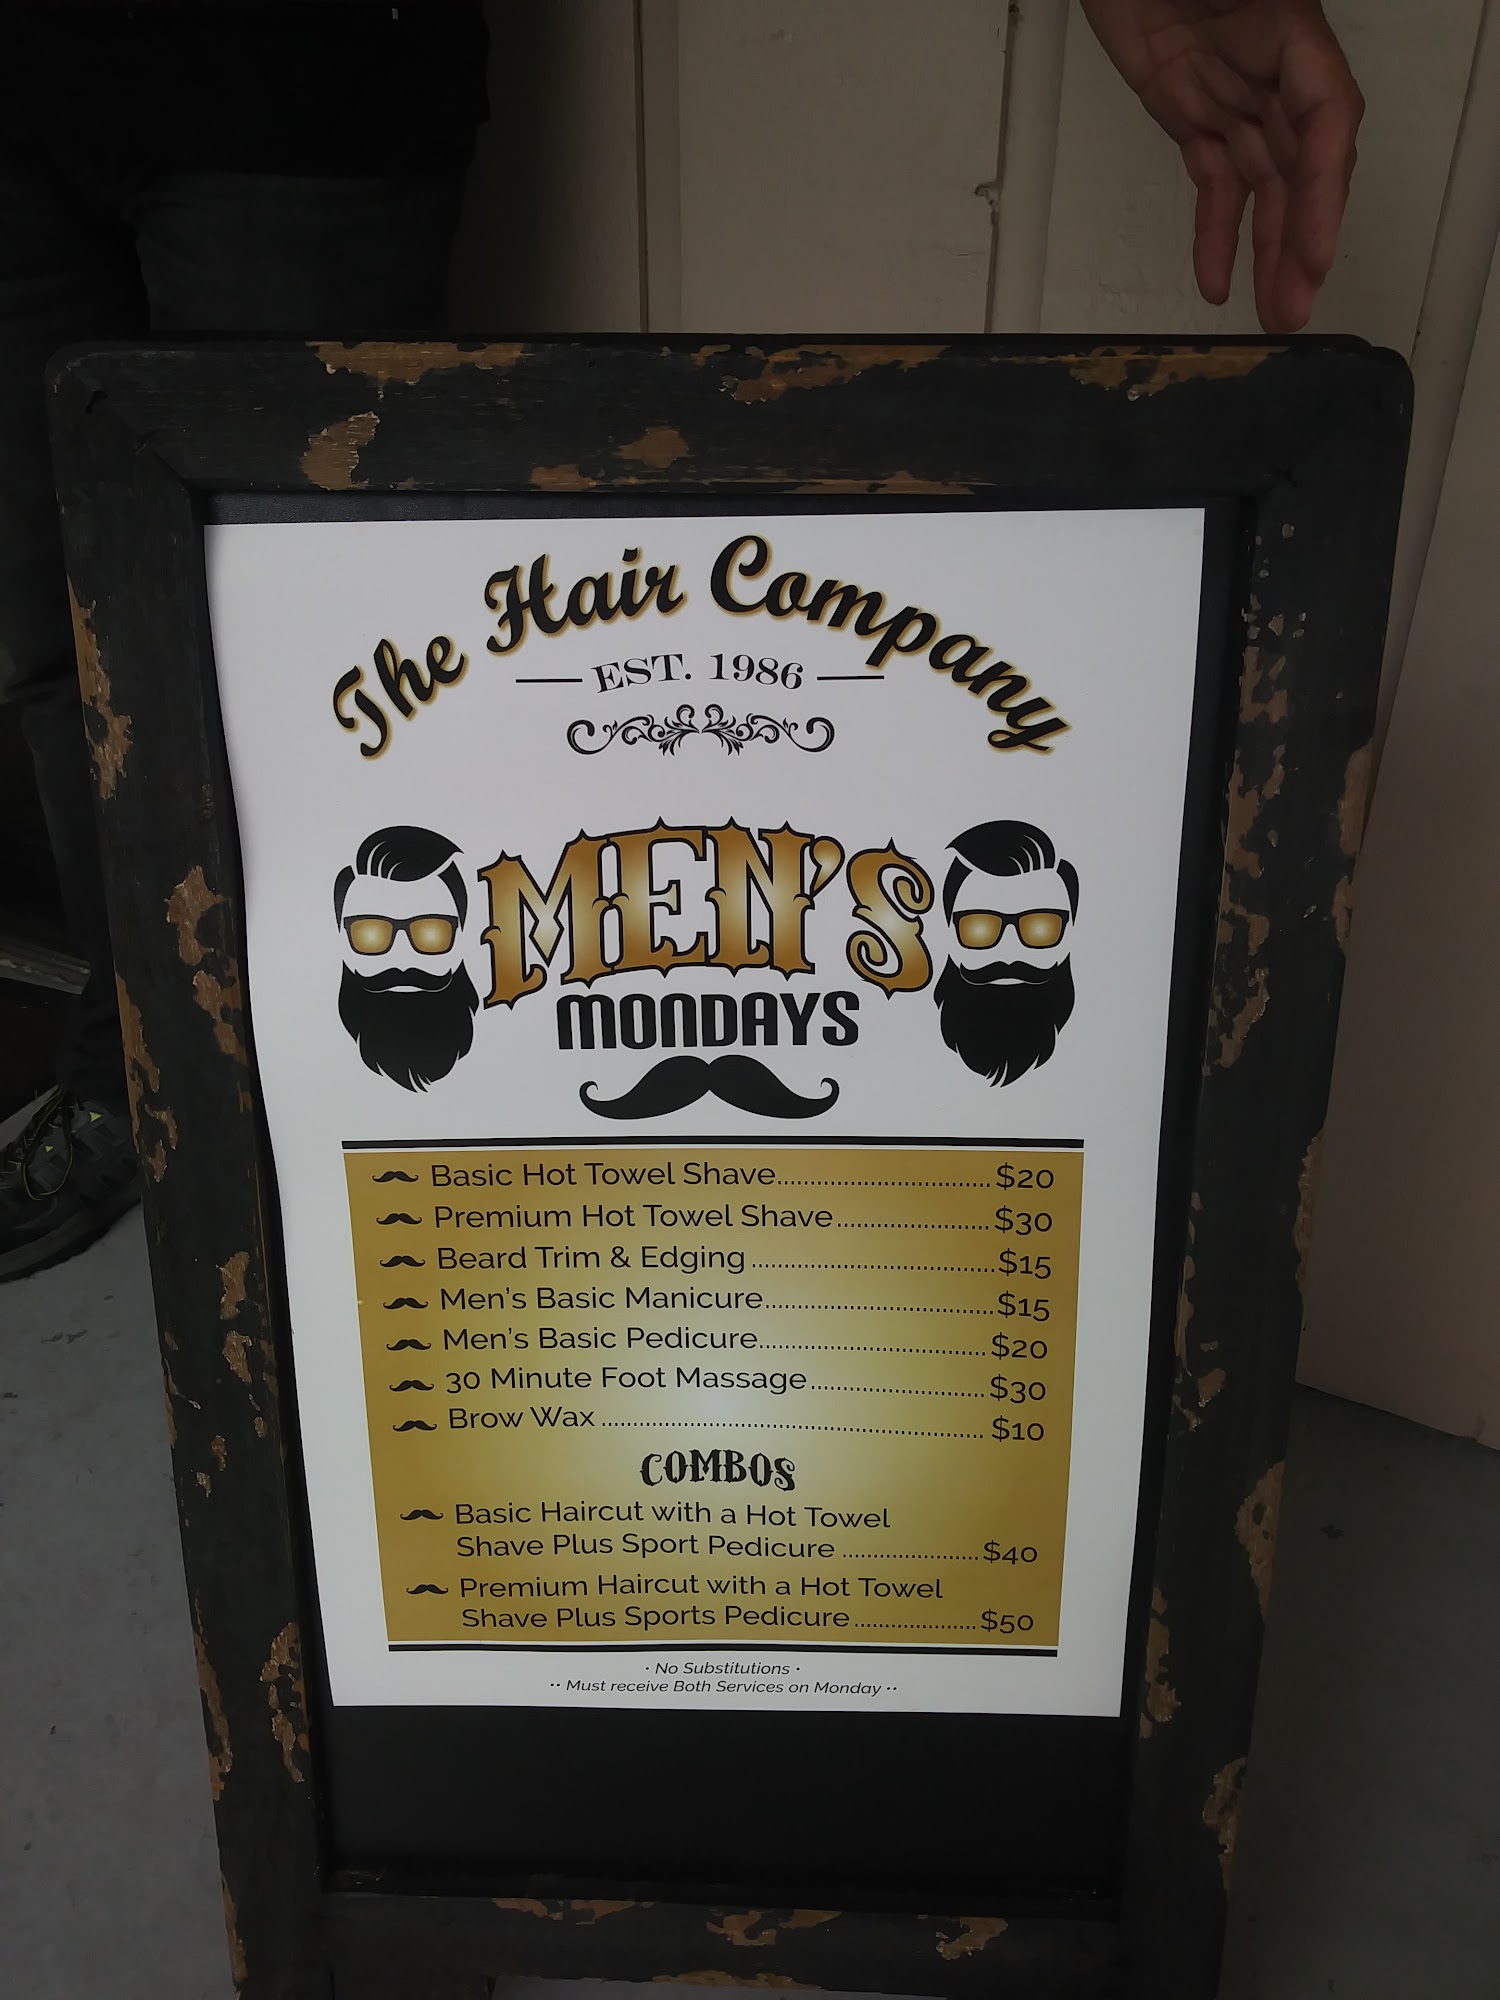 The Hair Company
EST. 1986
MEN'S
MONDAYS
Basic Hot Towel Shave................................. $20
Premium Hot Towel Shave....................... $30
Beard Trim & Edging ..................................... $15
Men's Basic Manicure................................... $15
Men's Basic Pedicure................................... $20
30 Minute Foot Massage........................... $30
Brow Wax ........................................................... $10
COMBOS
Basic Haircut with a Hot Towel
Shave Plus Sport Pedicure ...................... $40
Premium Haircut with a Hot Towel
Shave Plus Sports Pedicure.................... $50
• No Substitutions •
•• Must receive Both Services on Monday ••